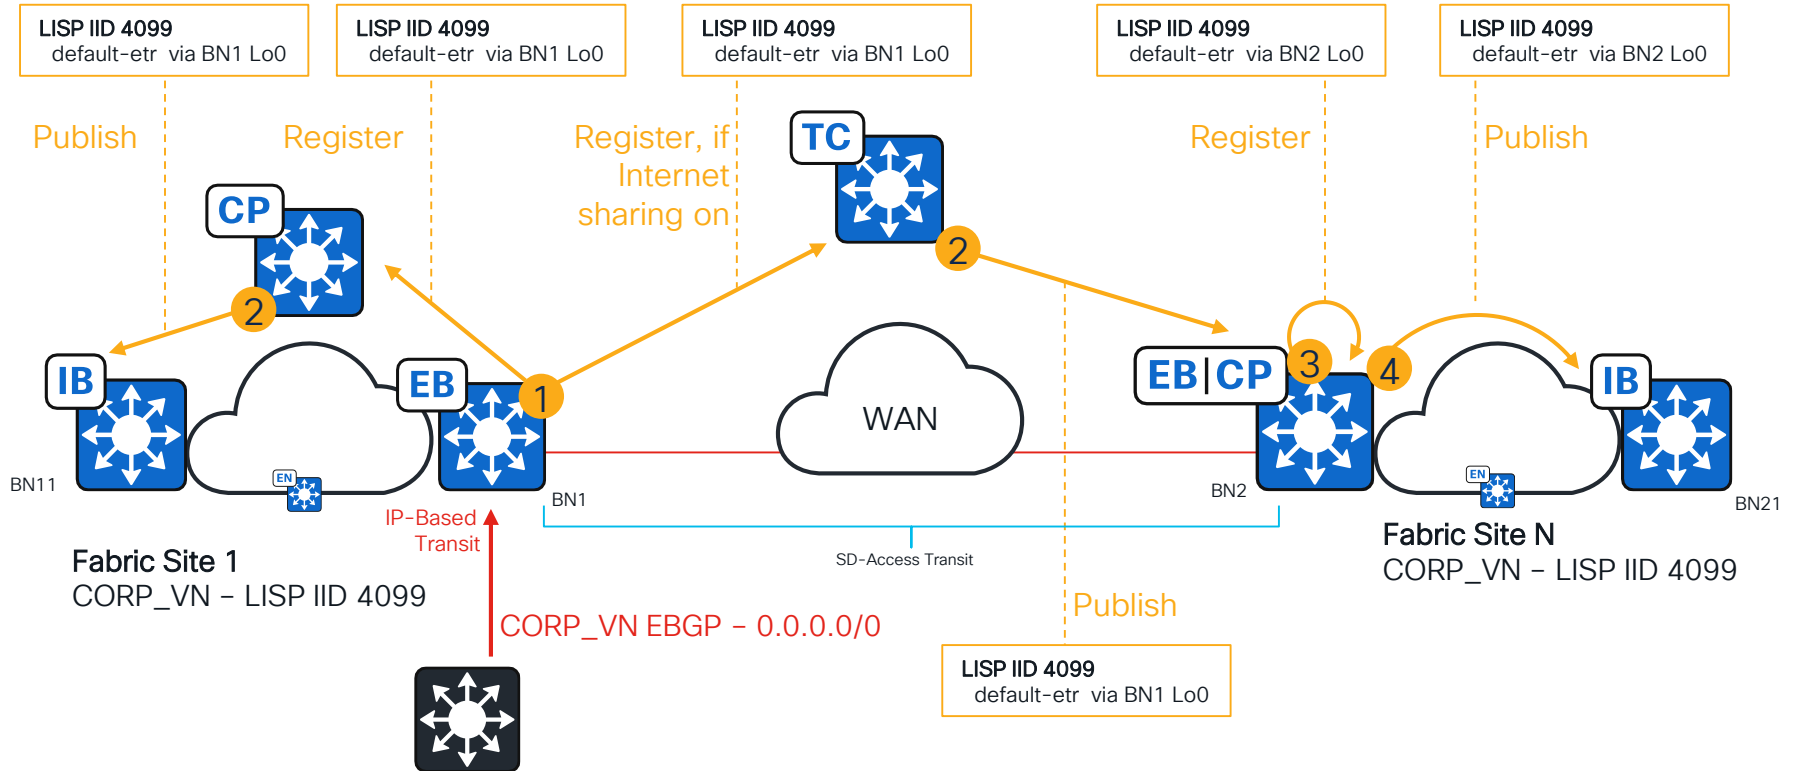 LISP IID 4099
default-etr via BN1 Lo0
LISP IID 4099
default-etr via BN1 Lo0
LISP IID 4099
default-etr via BN1 Lo0
LISP IID 4099
default-etr via BN2 Lo0
LISP IID 4099
default-etr via BN2 Lo0
Publish
Register
Register, if
Internet
sharing on
TC
Register
Publish
CP
2
2
IB
EB
1
WAN
EB|CP
3
4
IB
BN11
EN
BN1
BN2
EN
BN21
IP-Based
Transit
SD-Access Transit
Fabric Site 1
CORP_VN – LISP IID 4099
Fabric Site N
CORP_VN – LISP IID 4099
CORP_VN EBGP – 0.0.0.0/0
Publish
LISP IID 4099
default-etr via BN1 Lo0